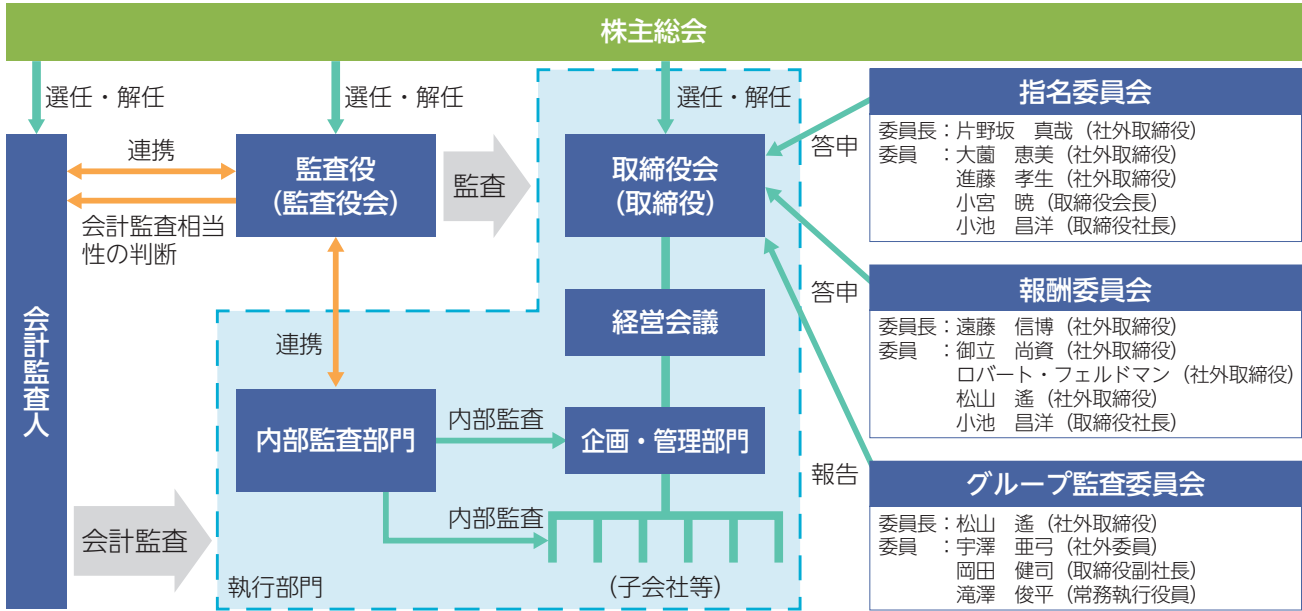 株主総会
選任・解任
選任・解任
選任・解任
連携
会計監査相当
性の判断
監査役
(監査役会)
監査
取締役会
(取締役)
答申
指名委員会
委員長：片野坂　真哉（社外取締役）
委員　：大薗　恵美（社外取締役）
進藤　孝生（社外取締役）
小宮　暁（取締役会長）
小池　昌洋（取締役社長）
会計監査人
連携
経営会議
答申
報酬委員会
委員長：遠藤　信博（社外取締役）
委員　：御立　尚資（社外取締役）
ロバート・フェルドマン（社外取締役）
松山　遙（社外取締役）
小池　昌洋（取締役社長）
内部監査部門
内部監査
企画・管理部門
報告
グループ監査委員会
委員長：松山　遙（社外取締役）
委員　：宇澤　亜弓（社外委員）
岡田　健司（取締役副社長）
滝澤　俊平（常務執行役員）
会計監査
内部監査
執行部門
(子会社等)